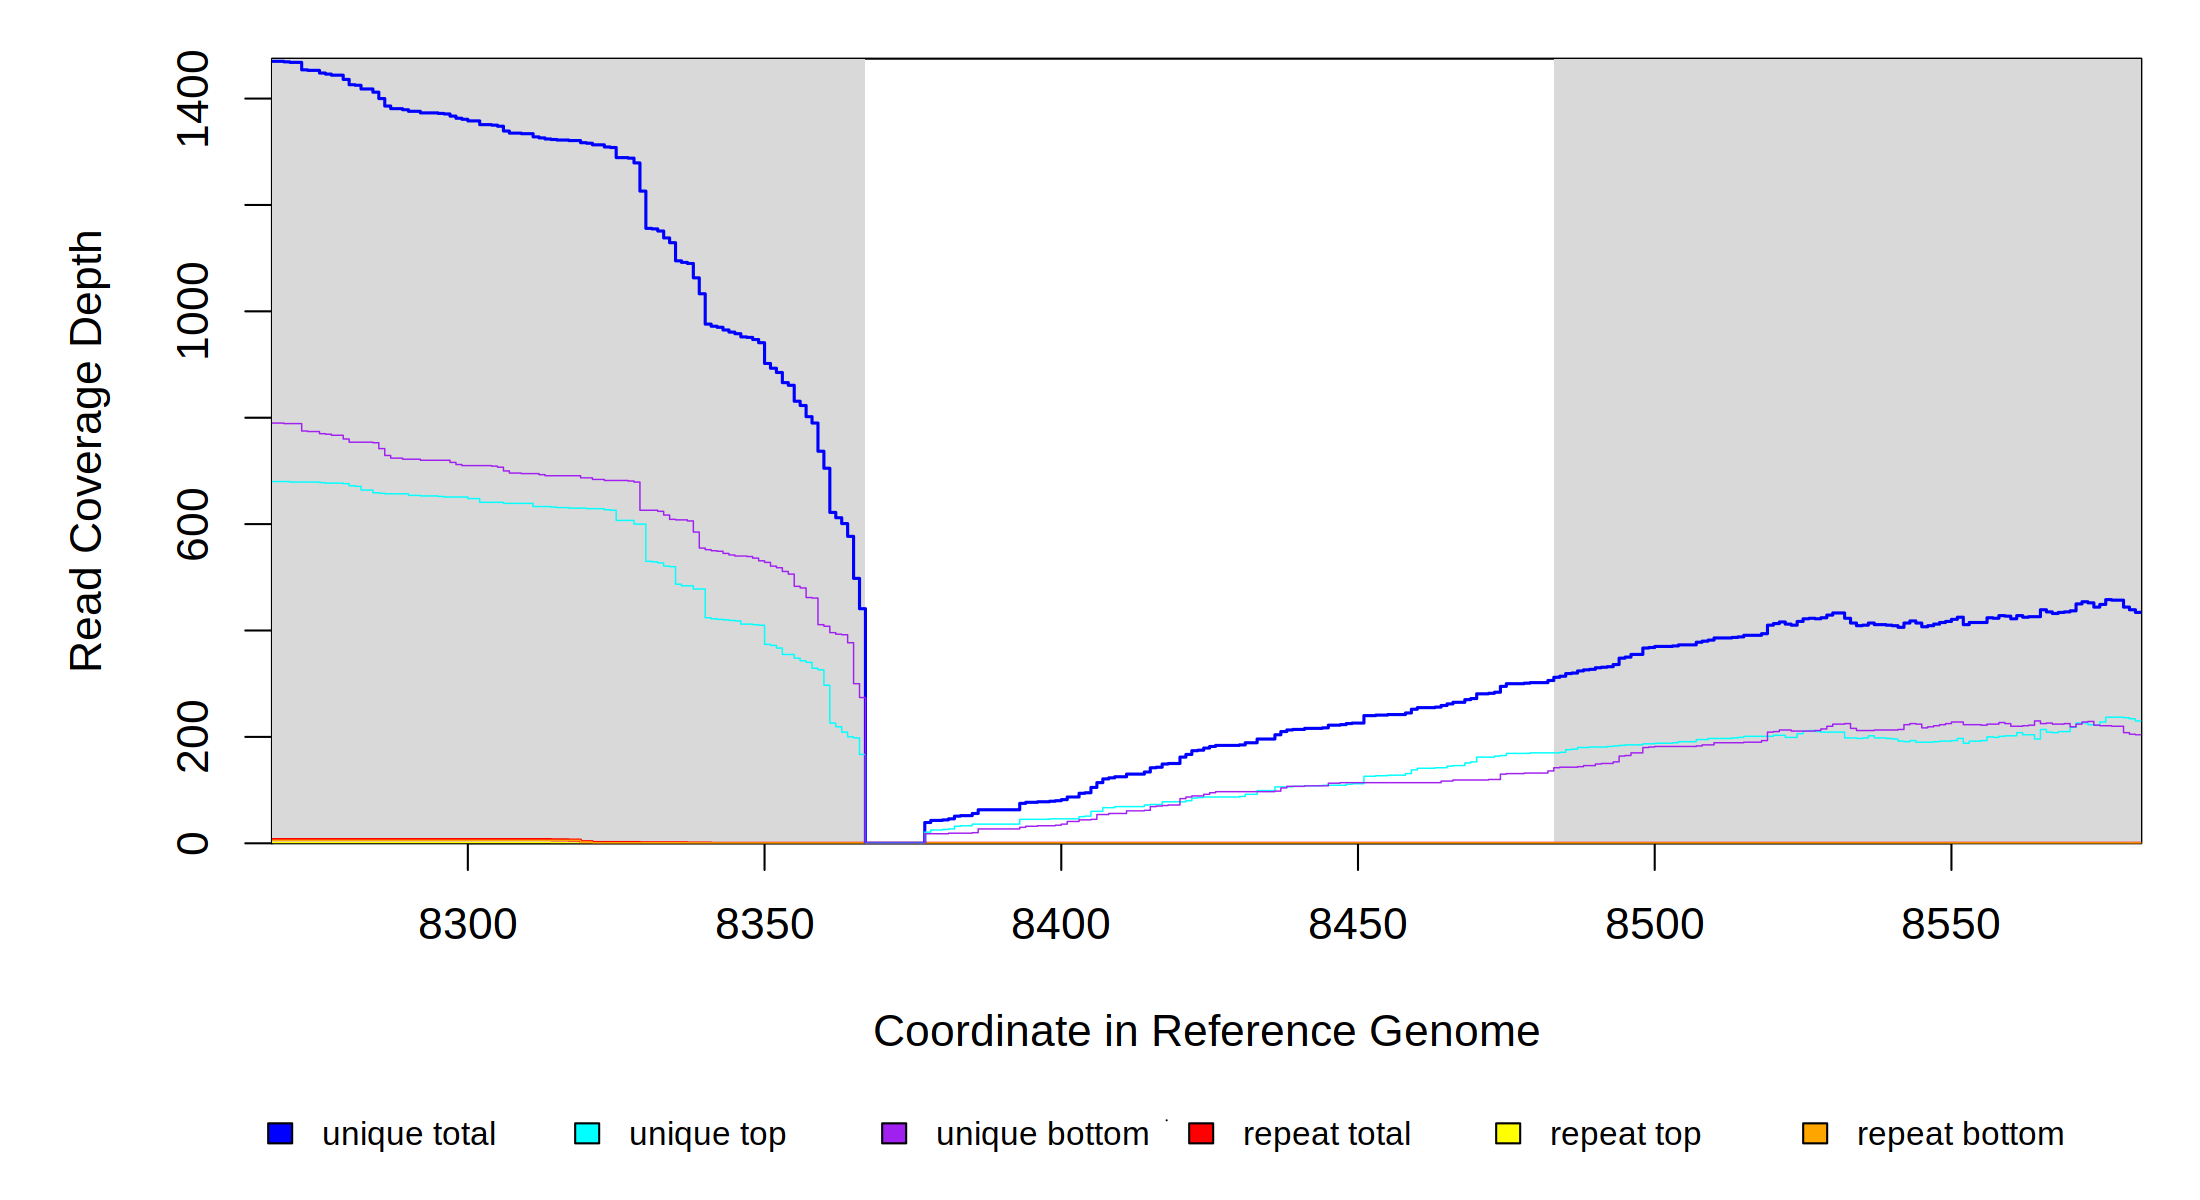 Read Coverage Depth
1400
1000
600
200
0
8300 8350 8400 8450 8500 8550
Coordinate in Reference Genome
unique total unique top unique bottom repeat total repeat top repeat bottom